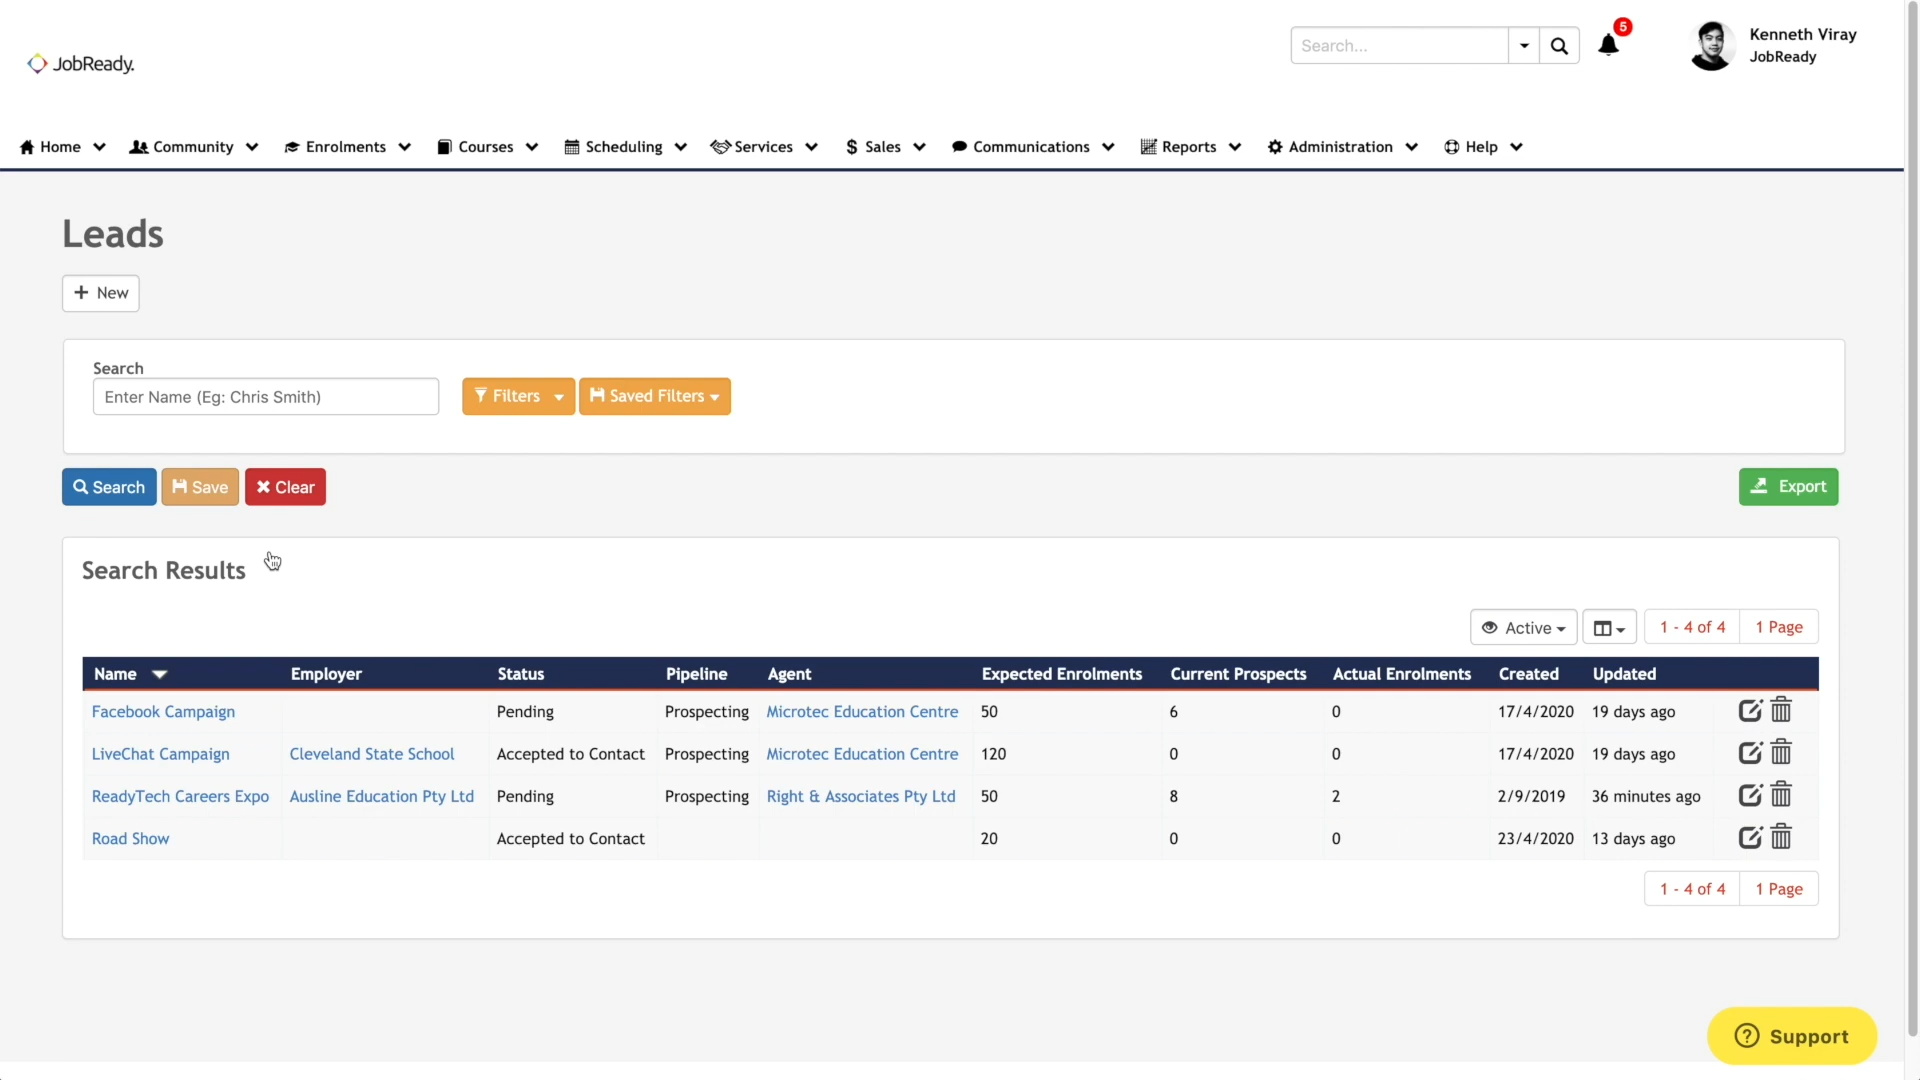 Search...
5
Kenneth Viray
JobReady
JobReady.
Home Community Enrolments Courses Scheduling Services $ Sales Communications Reports Administration Help
Leads
+ New
Search
Enter Name (Eg: Chris Smith)
Filters
Saved Filters
Search
Save
Clear
Export
Search Results
Active
1 - 4 of 4
1 Page
Name Employer Status Pipeline Agent Expected Enrolments Current Prospects Actual Enrolments Created Updated
Facebook Campaign Pending Prospecting Microtec Education Centre 50 6 0 17/4/2020 19 days ago
LiveChat Campaign Cleveland State School Accepted to Contact Prospecting Microtec Education Centre 120 0 0 17/4/2020 19 days ago
ReadyTech Careers Expo Ausline Education Pty Ltd Pending Prospecting Right & Associates Pty Ltd 50 8 2 2/9/2019 36 minutes ago
Road Show Accepted to Contact 20 0 0 23/4/2020 13 days ago
1 - 4 of 4
1 Page
? Support